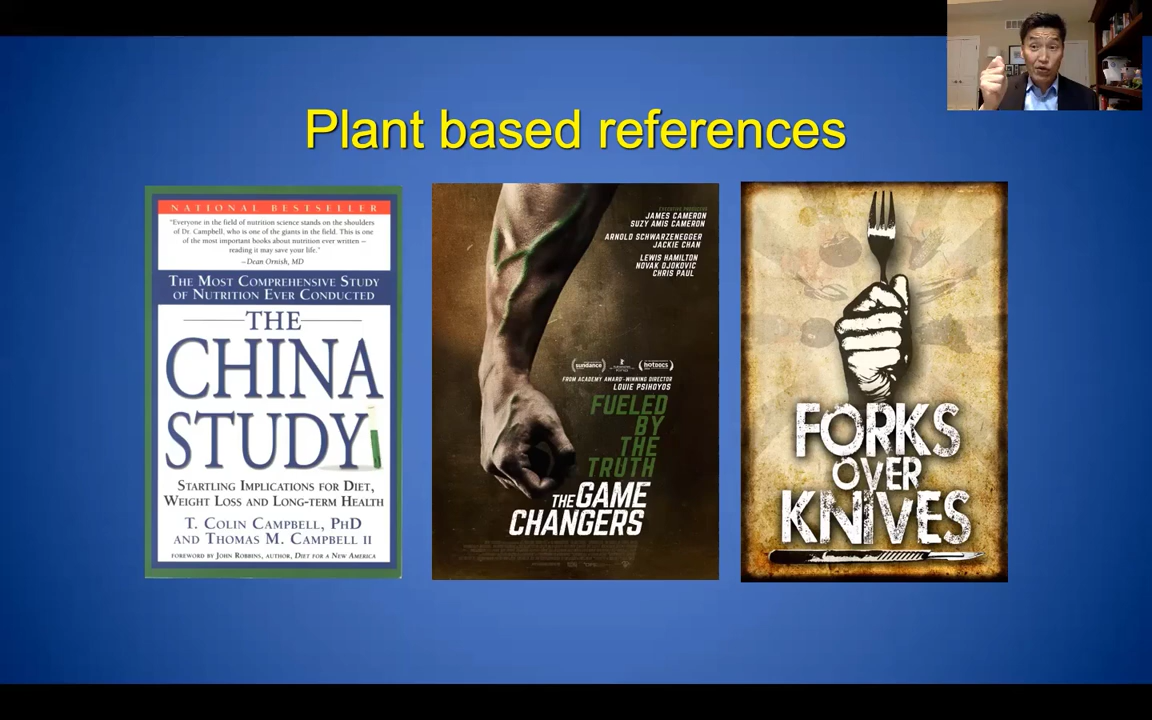 Plant based references
NATIONAL BESTSELLER
"Everyone in the field of nutrition science stands on the shoulders
of Dr. Campbell, who is one of the giants in the field. This is one
of the most important books about nutrition ever written –
reading it may save your life."
–Dean Ornish, MD
THE MOST COMPREHENSIVE STUDY
OF NUTRITION EVER CONDUCTED
THE
CHINA
STUDY
STARTLING IMPLICATIONS FOR DIET,
WEIGHT LOSS AND LONG-TERM HEALTH
T. COLIN CAMPBELL, PHD
AND THOMAS M. CAMPBELL II
FOREWORD BY JOHN ROBBINS, AUTHOR, DIET FOR A NEW AMERICA
EXECUTIVE PRODUCERS
JAMES CAMERON
SUZY AMIS CAMERON
ARNOLD SCHWARZENEGGER
JACKIE CHAN
LEWIS HAMILTON
NOVAK DJOKOVIC
CHRIS PAUL
sundance
hotdocs
FROM ACADEMY AWARD-WINNING DIRECTOR
LOUIE PSIHOYOS
FUELED
BY
THE
TRUTH
THE GAME
CHANGERS
FORKS
OVER
KNIVES